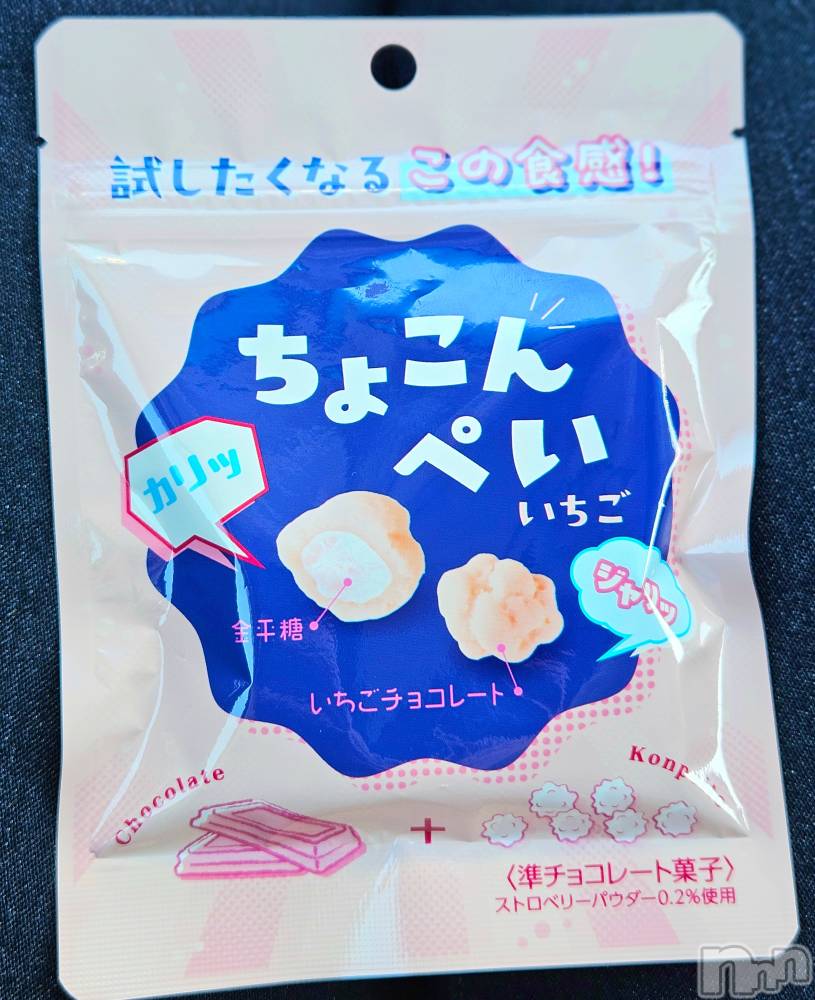 試したくなるこの食感!
ちょこん
ぺい
いちご
カリッ
ジャリッ
金平糖
いちごチョコレート
Chocolate
+
〈準チョコレート菓子〉
ストロベリーパウダー0.2%使用